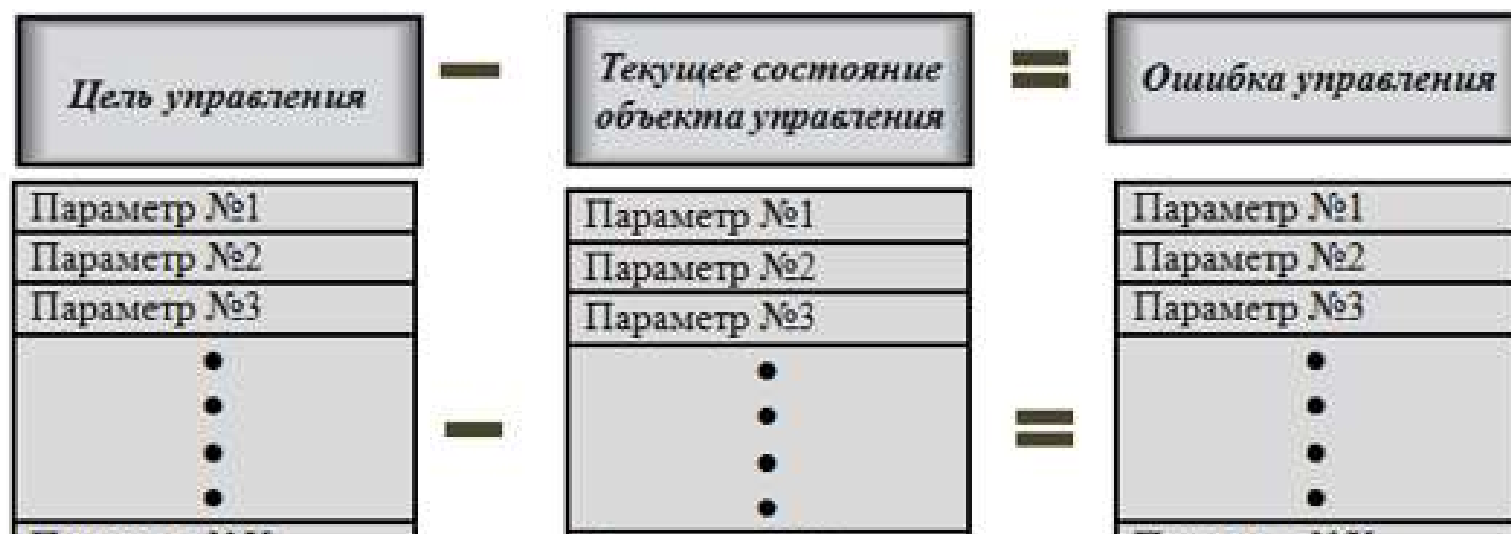 Цель управления
−
Текущее состояние
объекта управления
=
Ошибка управления
Параметр №1
Параметр №2
Параметр №3
−
Параметр №1
Параметр №2
Параметр №3
=
Параметр №1
Параметр №2
Параметр №3